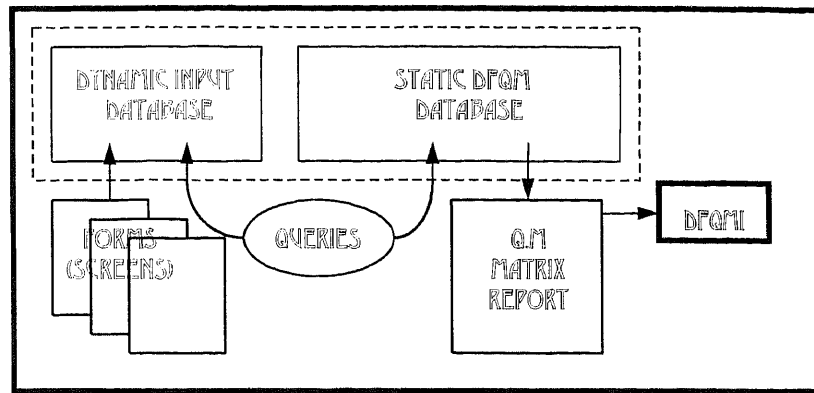 DYNAMIC INPUT
DATABASE
STATIC DFQM
DATABASE
FORMS
(SCREENS)
QUERIES
Q.M
MATRIX
REPORT
DFQMI